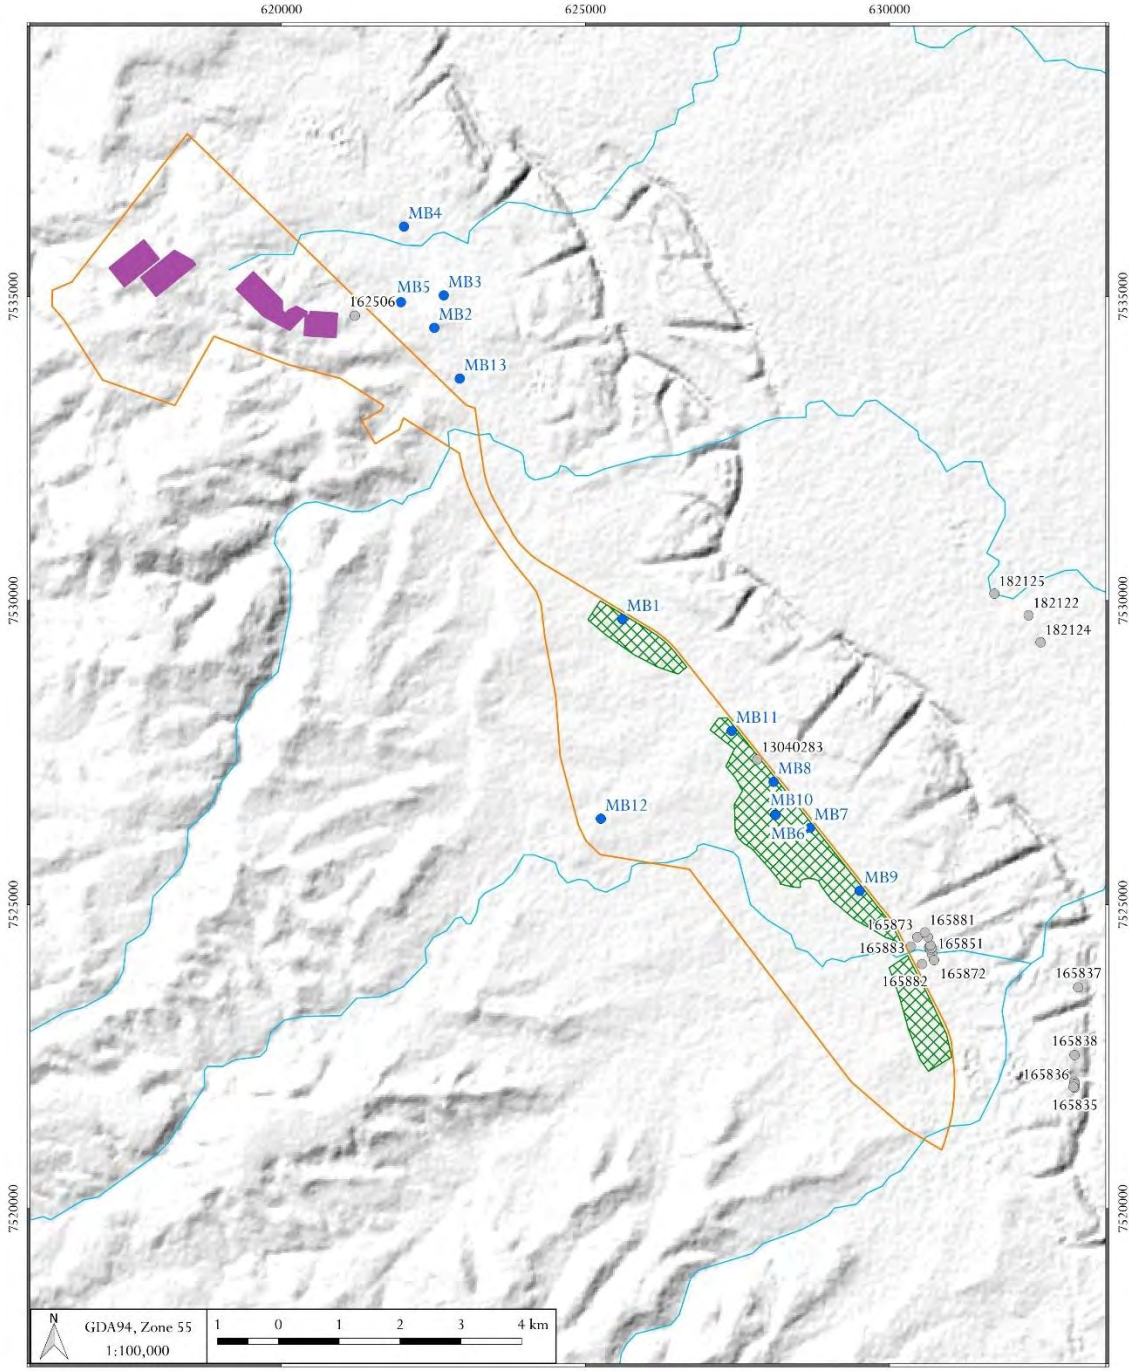 620000
625000
630000
MB4
MB3
MB5
7535000
7535000
162506
MB2
MB13
182125
7530000
7530000
182122
MB1
182124
MB11
13040283
MB8
MB10
MB12
MB7
MB6
MB9
7525000
7525000
165881
165873
165851
165883
165872
165882
165837
165838
165836
165835
7520000
7520000
N
GDA94, Zone 55
1:100,000
1 0 1 2 3 4 km